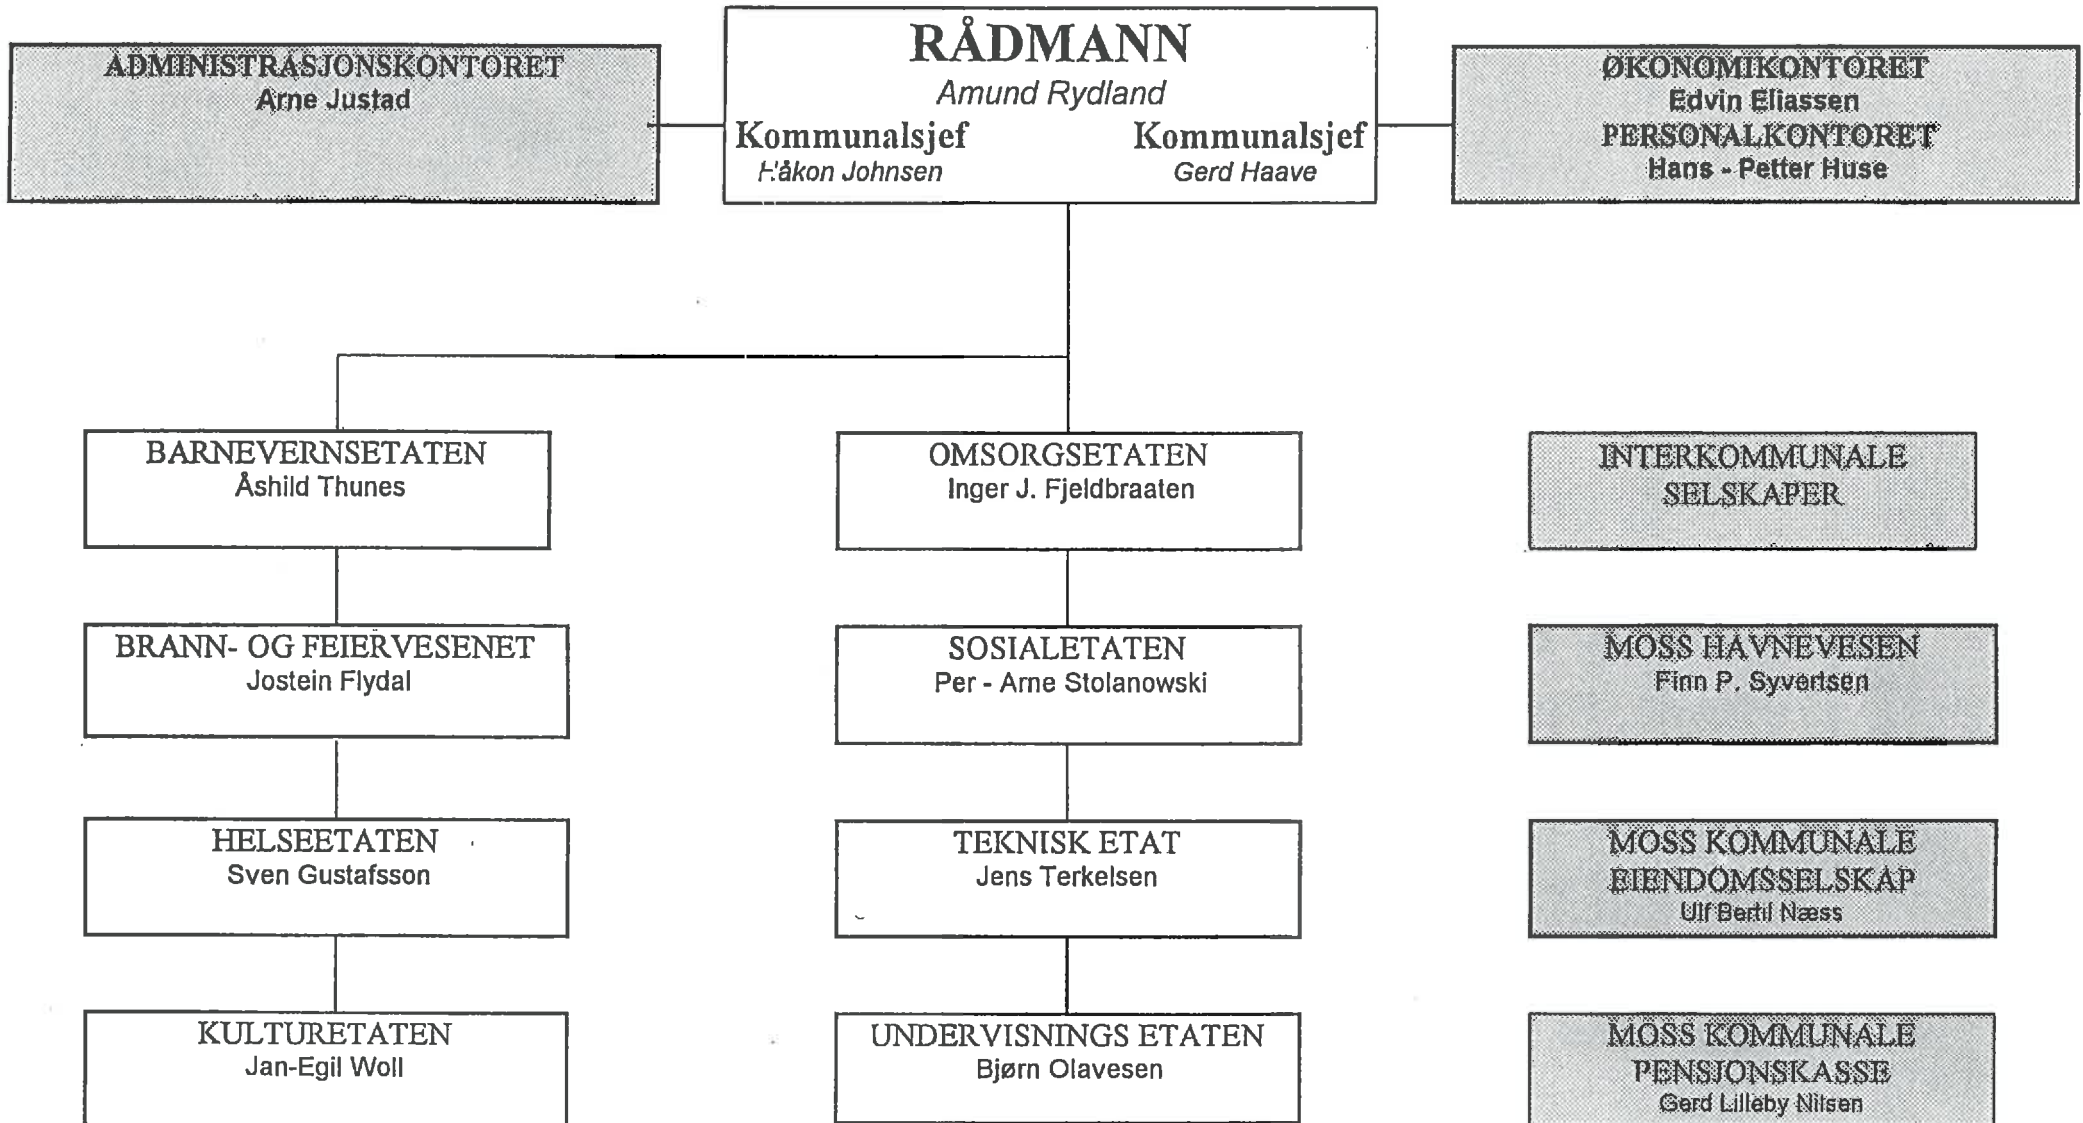 ADMINISTRASJONSKONTORET
Arne Justad
RÅDMANN
Amund Rydland
Kommunalsjef
Håkon Johnsen
Kommunalsjef
Gerd Haave
ØKONOMIKONTORET
Edvin Eliassen
PERSONALKONTORET
Hans - Petter Huse
BARNEVERNSETATEN
Åshild Thunes
OMSORGSETATEN
Inger J. Fjeldbraaten
INTERKOMMUNALE
SELSKAPER
BRANN- OG FEIERVESENET
Jostein Flydal
SOSIALETATEN
Per - Arne Stolanowski
MOSS HAVNEVESEN
Finn P. Syvertsen
HELSEETATEN
Sven Gustafsson
TEKNISK ETAT
Jens Terkelsen
MOSS KOMMUNALE
EIENDOMSSELSKAP
Ulf Bertil Næss
KULTURETATEN
Jan-Egil Woll
UNDERVISNINGS ETATEN
Bjørn Olavesen
MOSS KOMMUNALE
PENSJONSKASSE
Gerd Lilleby Nilsen